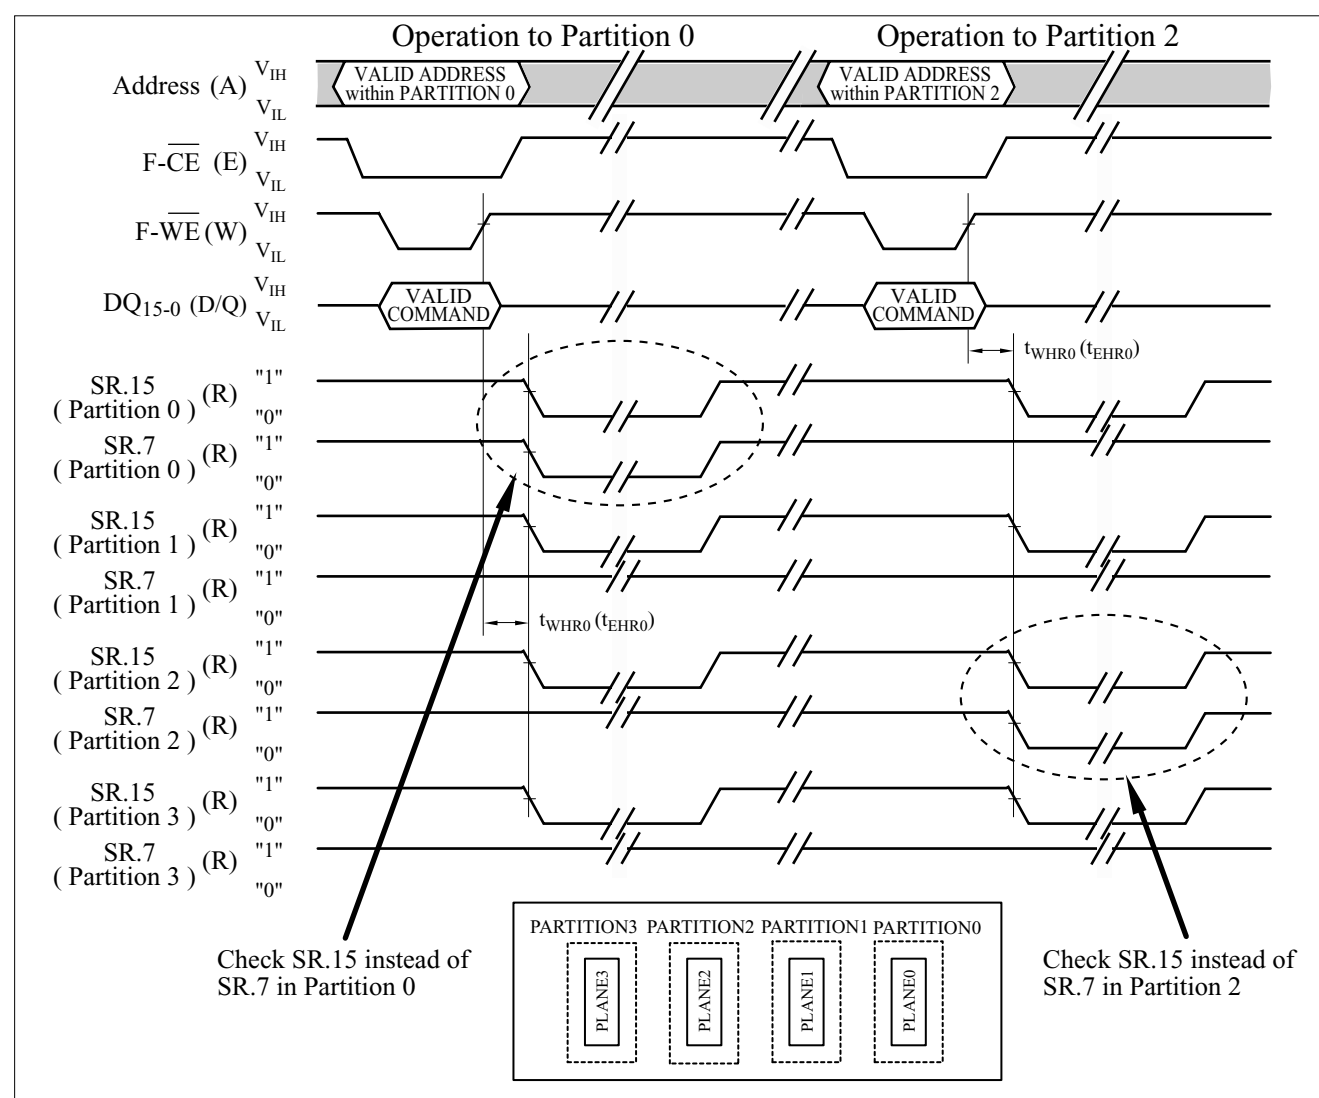 Operation to Partition 0
Operation to Partition 2
Address (A)
VIH
VIL
VALID ADDRESS
within PARTITION 0
VALID ADDRESS
within PARTITION 2
F-CE (E)
VIH
VIL
F-WE (W)
VIH
VIL
DQ15-0 (D/Q)
VIH
VIL
VALID
COMMAND
VALID
COMMAND
tWHR0 (tEHR0)
SR.15
( Partition 0 )
(R)
"1"
"0"
SR.7
( Partition 0 )
(R)
"1"
"0"
SR.15
( Partition 1 )
(R)
"1"
"0"
SR.7
( Partition 1 )
(R)
"1"
"0"
tWHR0 (tEHR0)
SR.15
( Partition 2 )
(R)
"1"
"0"
SR.7
( Partition 2 )
(R)
"1"
"0"
SR.15
( Partition 3 )
(R)
"1"
"0"
SR.7
( Partition 3 )
(R)
"1"
"0"
Check SR.15 instead of
SR.7 in Partition 0
PARTITION3 PARTITION2 PARTITION1 PARTITION0
PLANE3
PLANE2
PLANE1
PLANE0
Check SR.15 instead of
SR.7 in Partition 2